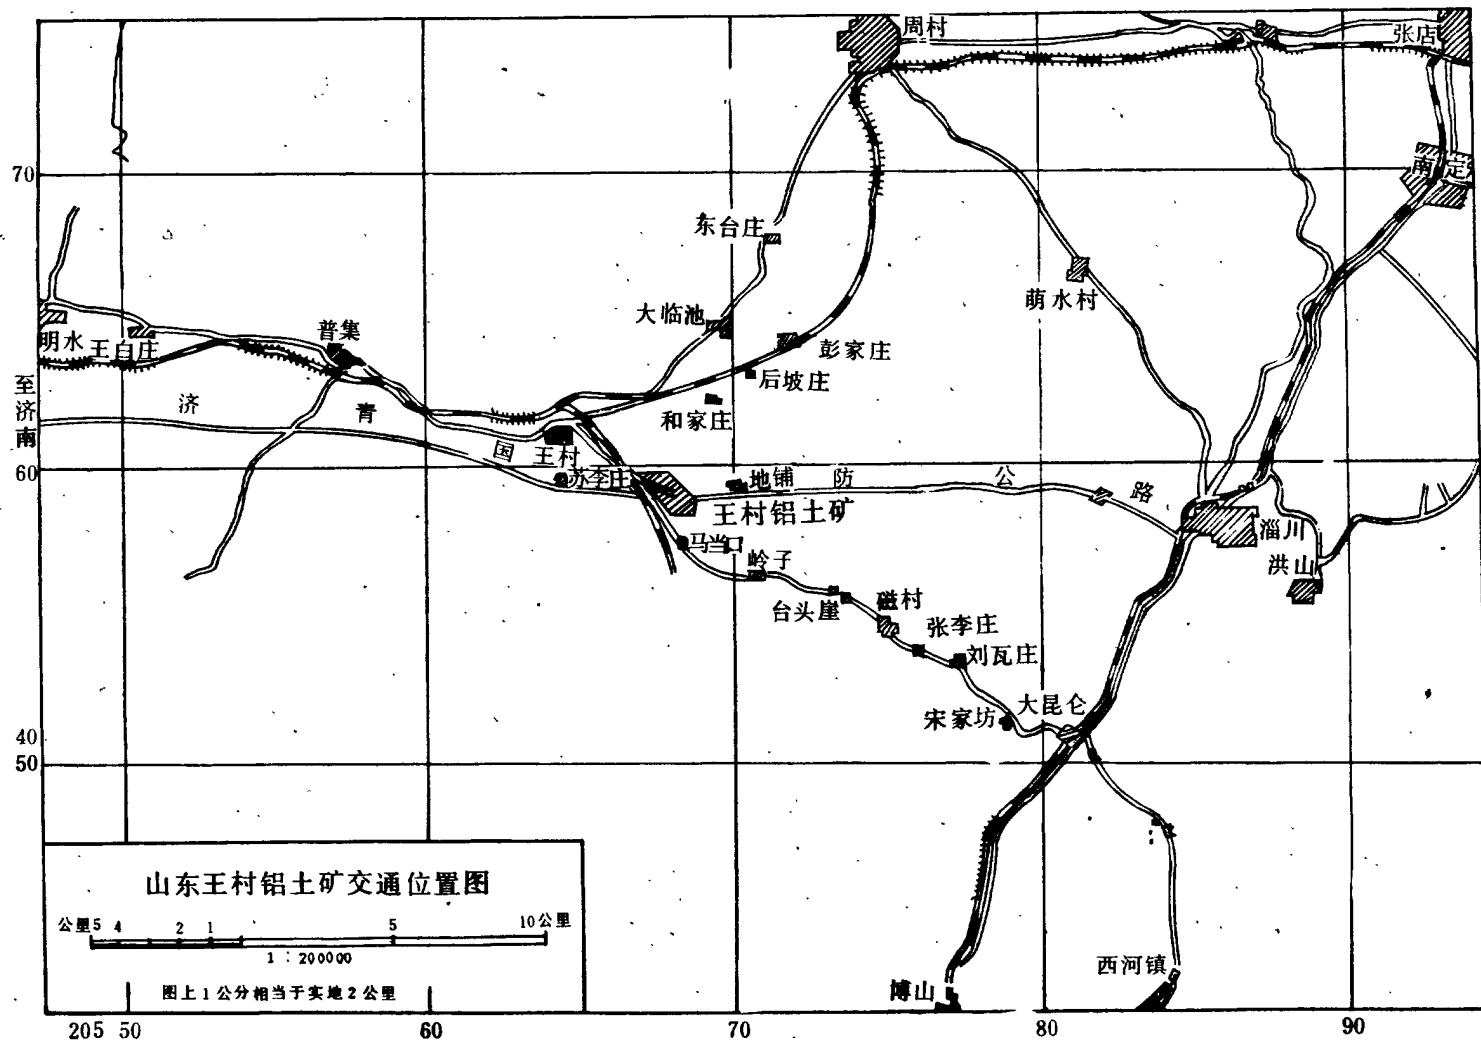 周村
张店
70
南定
东台庄
萌水村
大临池
普集
明水
王白庄
彭家庄
后坡庄
至济南
济青国防公路
和家庄
王村
60
苏李庄
地铺
王村铝土矿
淄川
马当口
岭子
洪山
台头崖
磁村
张李庄
刘瓦庄
宋家坊
大昆仑
40
50
山东王村铝土矿交通位置图
公里5 4 2 1 5 10公里
1:200000
图上1公分相当于实地2公里
西河镇
博山
205 50 60 70 80 90